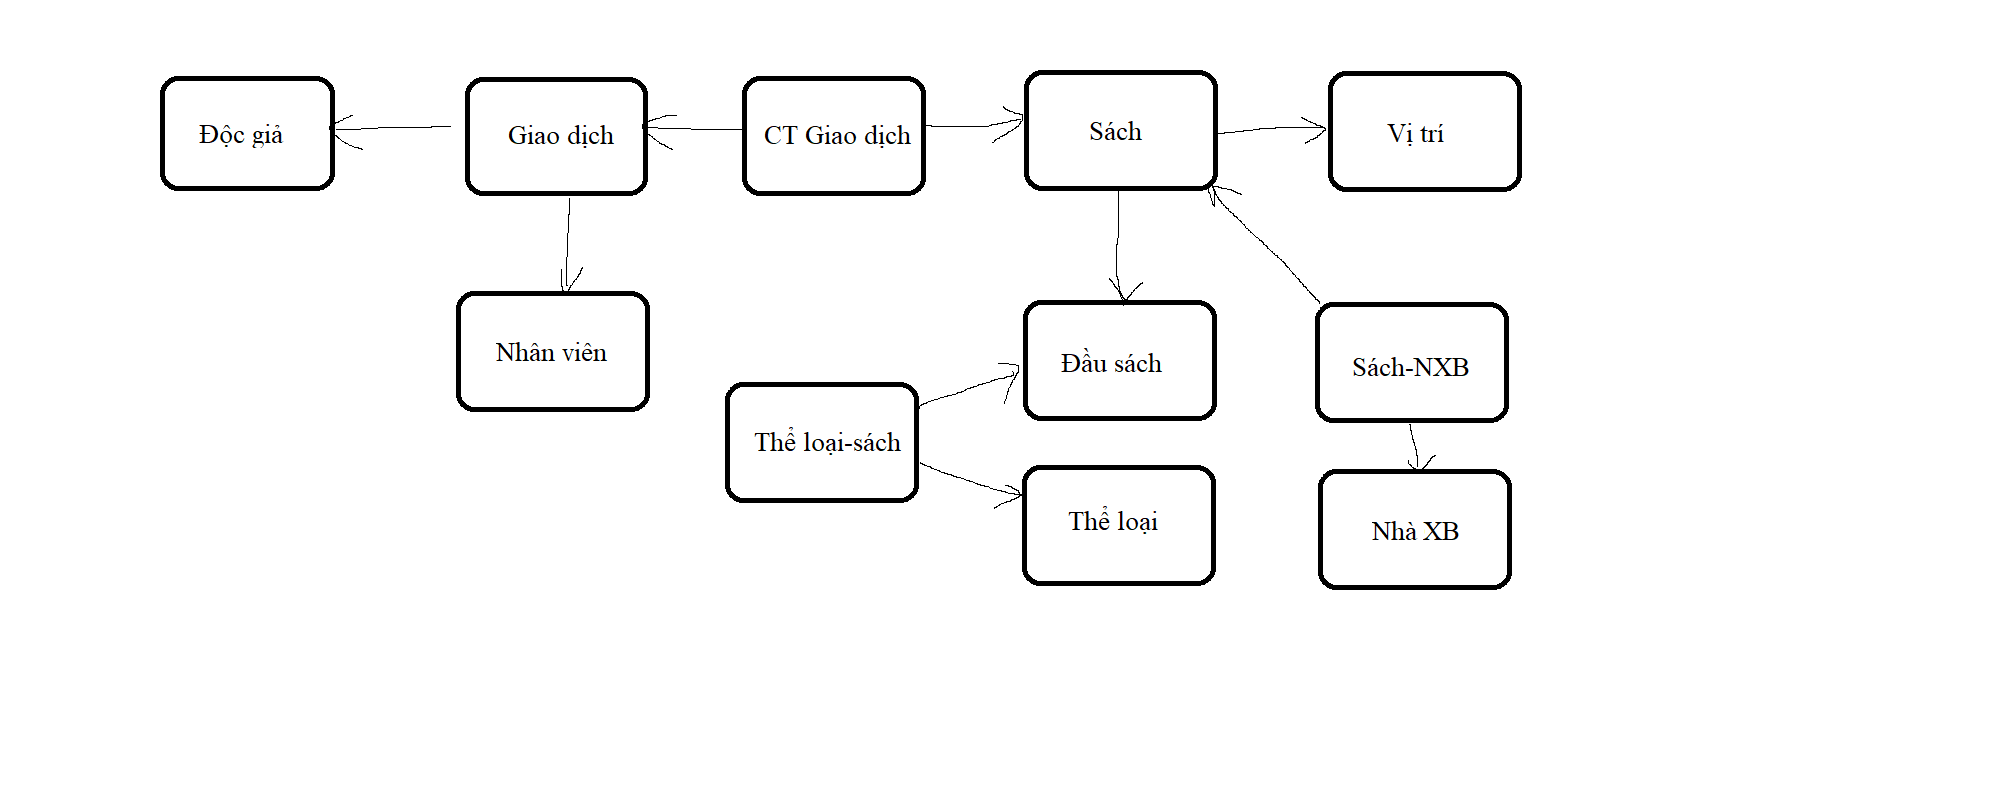 Độc giả
Giao dịch
CT Giao dịch
Sách
Vị trí
Nhân viên
Đầu sách
Sách-NXB
Thể loại-sách
Thể loại
Nhà XB